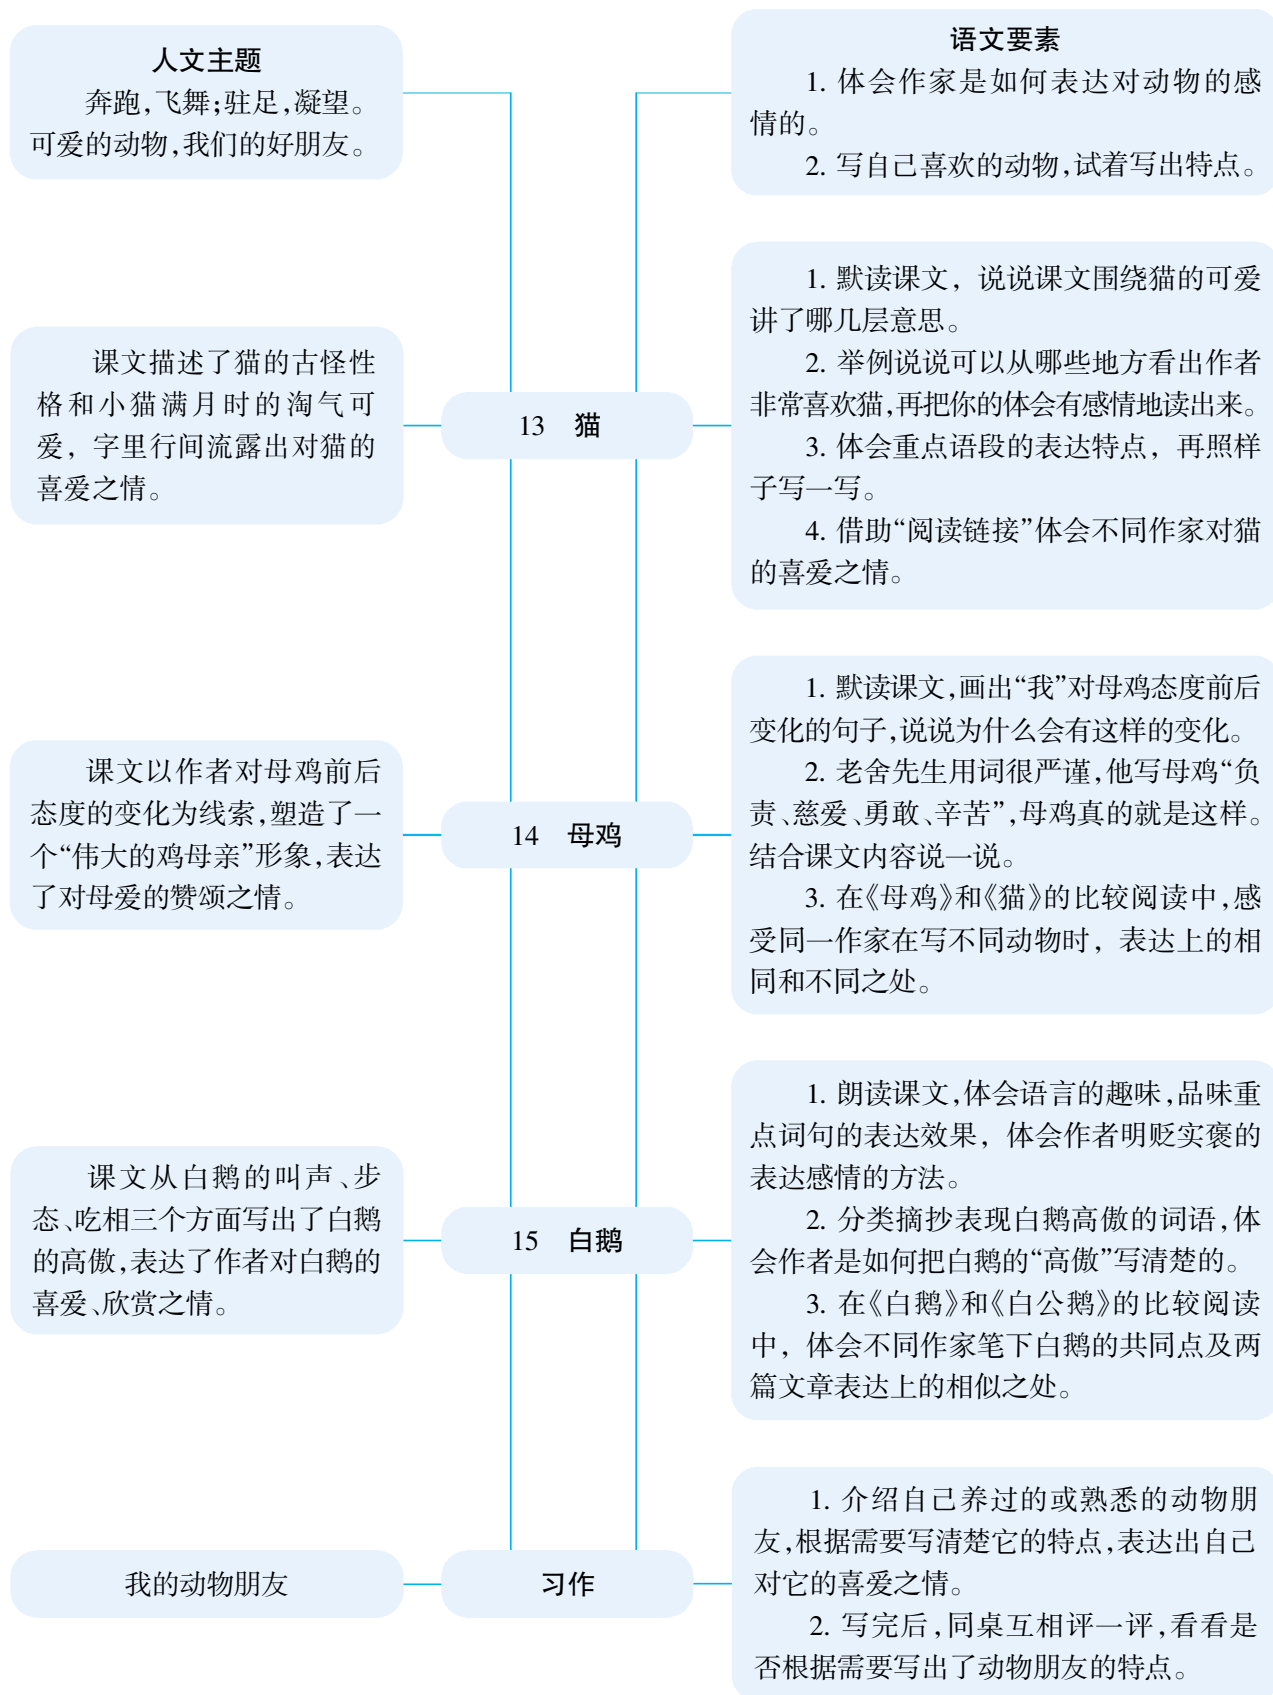 人文主题
奔跑,飞舞;驻足,凝望。
可爱的动物,我们的好朋友。
语文要素
1. 体会作家是如何表达对动物的感
情的。
2. 写自己喜欢的动物,试着写出特点。
课文描述了猫的古怪性
格和小猫满月时的淘气可
爱，字里行间流露出对猫的
喜爱之情。
13 猫
1. 默读课文，说说课文围绕猫的可爱
讲了哪几层意思。
2. 举例说说可以从哪些地方看出作者
非常喜欢猫,再把你的体会有感情地读出来。
3. 体会重点语段的表达特点，再照样
子写一写。
4. 借助“阅读链接”体会不同作家对猫
的喜爱之情。
课文以作者对母鸡前后
态度的变化为线索,塑造了一
个“伟大的鸡母亲”形象,表达
了对母爱的赞颂之情。
14 母鸡
1. 默读课文,画出“我”对母鸡态度前后
变化的句子,说说为什么会有这样的变化。
2. 老舍先生用词很严谨,他写母鸡“负
责、慈爱、勇敢、辛苦”,母鸡真的就是这样。
结合课文内容说一说。
3. 在《母鸡》和《猫》的比较阅读中,感
受同一作家在写不同动物时，表达上的相
同和不同之处。
课文从白鹅的叫声、步
态、吃相三个方面写出了白鹅
的高傲,表达了作者对白鹅的
喜爱、欣赏之情。
15 白鹅
1. 朗读课文,体会语言的趣味,品味重
点词句的表达效果，体会作者明贬实褒的
表达感情的方法。
2. 分类摘抄表现白鹅高傲的词语,体
会作者是如何把白鹅的“高傲”写清楚的。
3. 在《白鹅》和《白公鹅》的比较阅读
中，体会不同作家笔下白鹅的共同点及两
篇文章表达上的相似之处。
我的动物朋友
习作
1. 介绍自己养过的或熟悉的动物朋
友,根据需要写清楚它的特点,表达出自己
对它的喜爱之情。
2. 写完后,同桌互相评一评,看看是
否根据需要写出了动物朋友的特点。